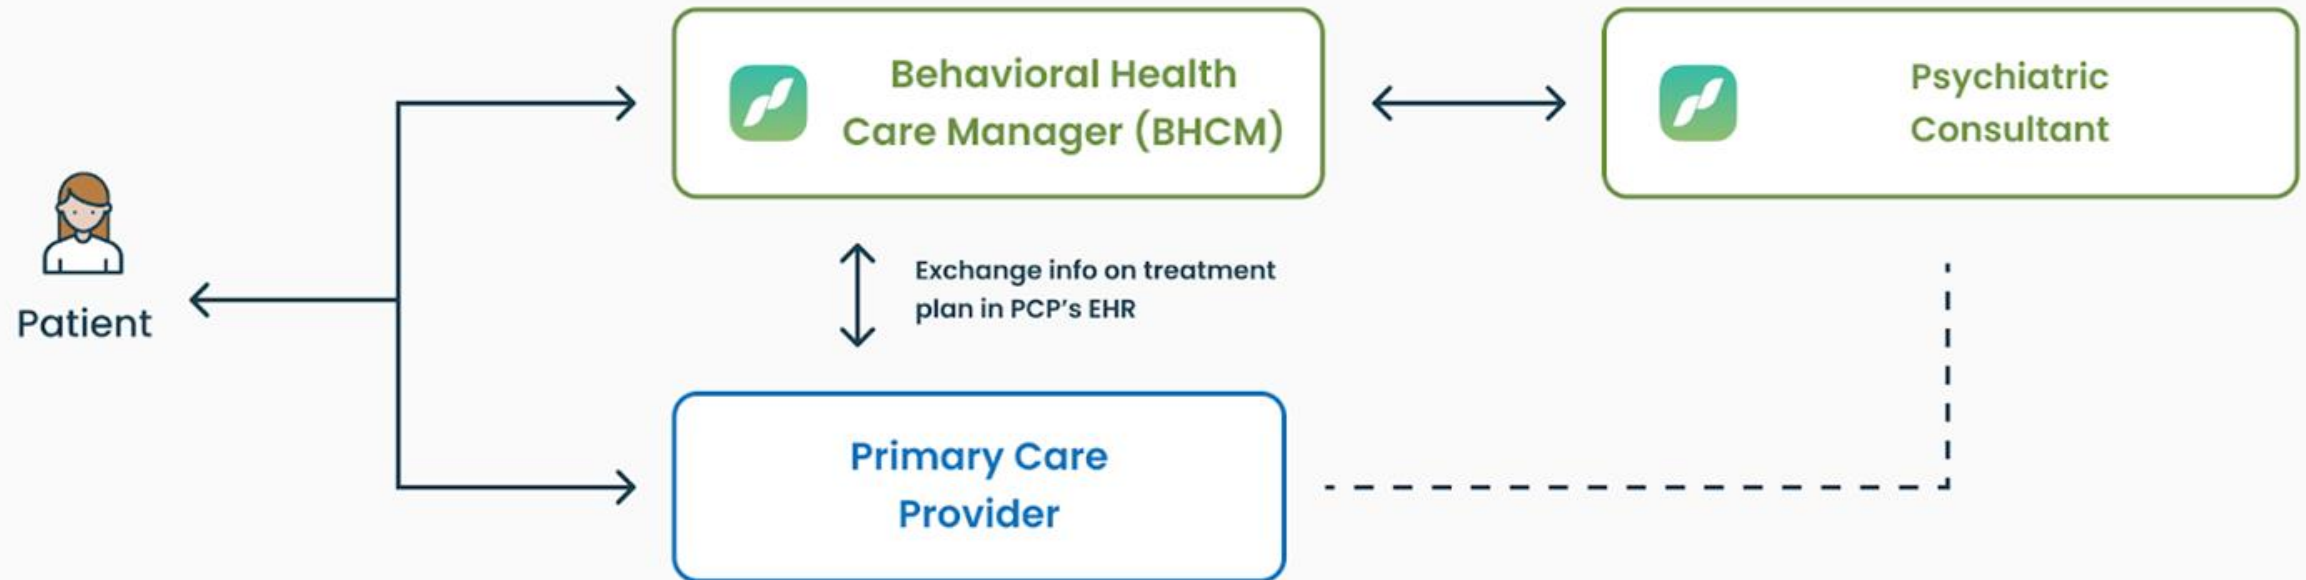 Behavioral Health
Care Manager (BHCM)
Psychiatric
Consultant
Patient
Exchange info on treatment
plan in PCP’s EHR
Primary Care
Provider